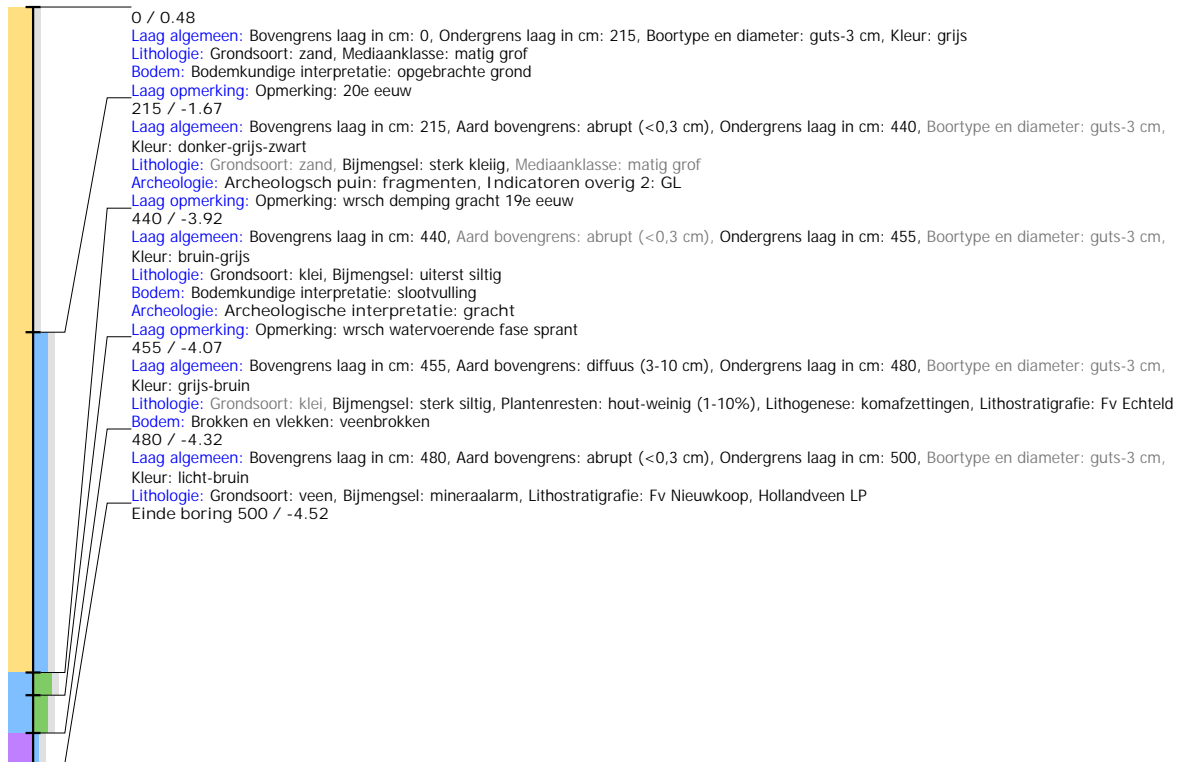 0 / 0.48
Laag algemeen: Bovengrens laag in cm: 0, Ondergrens laag in cm: 215, Boortype en diameter: guts-3 cm, Kleur: grijs
Lithologie: Grondsoort: zand, Mediaanklasse: matig grof
Bodem: Bodemkundige interpretatie: opgebrachte grond
Laag opmerking: Opmerking: 20e eeuw
215 / -1.67
Laag algemeen: Bovengrens laag in cm: 215, Aard bovengrens: abrupt (<0,3 cm), Ondergrens laag in cm: 440, Boortype en diameter: guts-3 cm,
Kleur: donker-grijs-zwart
Lithologie: Grondsoort: zand, Bijmengsel: sterk kleiig, Mediaanklasse: matig grof
Archeologie: Archeologsch puin: fragmenten, Indicatoren overig 2: GL
Laag opmerking: Opmerking: wrsch demping gracht 19e eeuw
440 / -3.92
Laag algemeen: Bovengrens laag in cm: 440, Aard bovengrens: abrupt (<0,3 cm), Ondergrens laag in cm: 455, Boortype en diameter: guts-3 cm,
Kleur: bruin-grijs
Lithologie: Grondsoort: klei, Bijmengsel: uiterst siltig
Bodem: Bodemkundige interpretatie: slootvulling
Archeologie: Archeologische interpretatie: gracht
Laag opmerking: Opmerking: wrsch watervoerende fase sprant
455 / -4.07
Laag algemeen: Bovengrens laag in cm: 455, Aard bovengrens: diffuus (3-10 cm), Ondergrens laag in cm: 480, Boortype en diameter: guts-3 cm,
Kleur: grijs-bruin
Lithologie: Grondsoort: klei, Bijmengsel: sterk siltig, Plantenresten: hout-weinig (1-10%), Lithogenese: komafzettingen, Lithostratigrafie: Fv Echteld
Bodem: Brokken en vlekken: veenbrokken
480 / -4.32
Laag algemeen: Bovengrens laag in cm: 480, Aard bovengrens: abrupt (<0,3 cm), Ondergrens laag in cm: 500, Boortype en diameter: guts-3 cm,
Kleur: licht-bruin
Lithologie: Grondsoort: veen, Bijmengsel: mineraalarm, Lithostratigrafie: Fv Nieuwkoop, Hollandveen LP
Einde boring 500 / -4.52